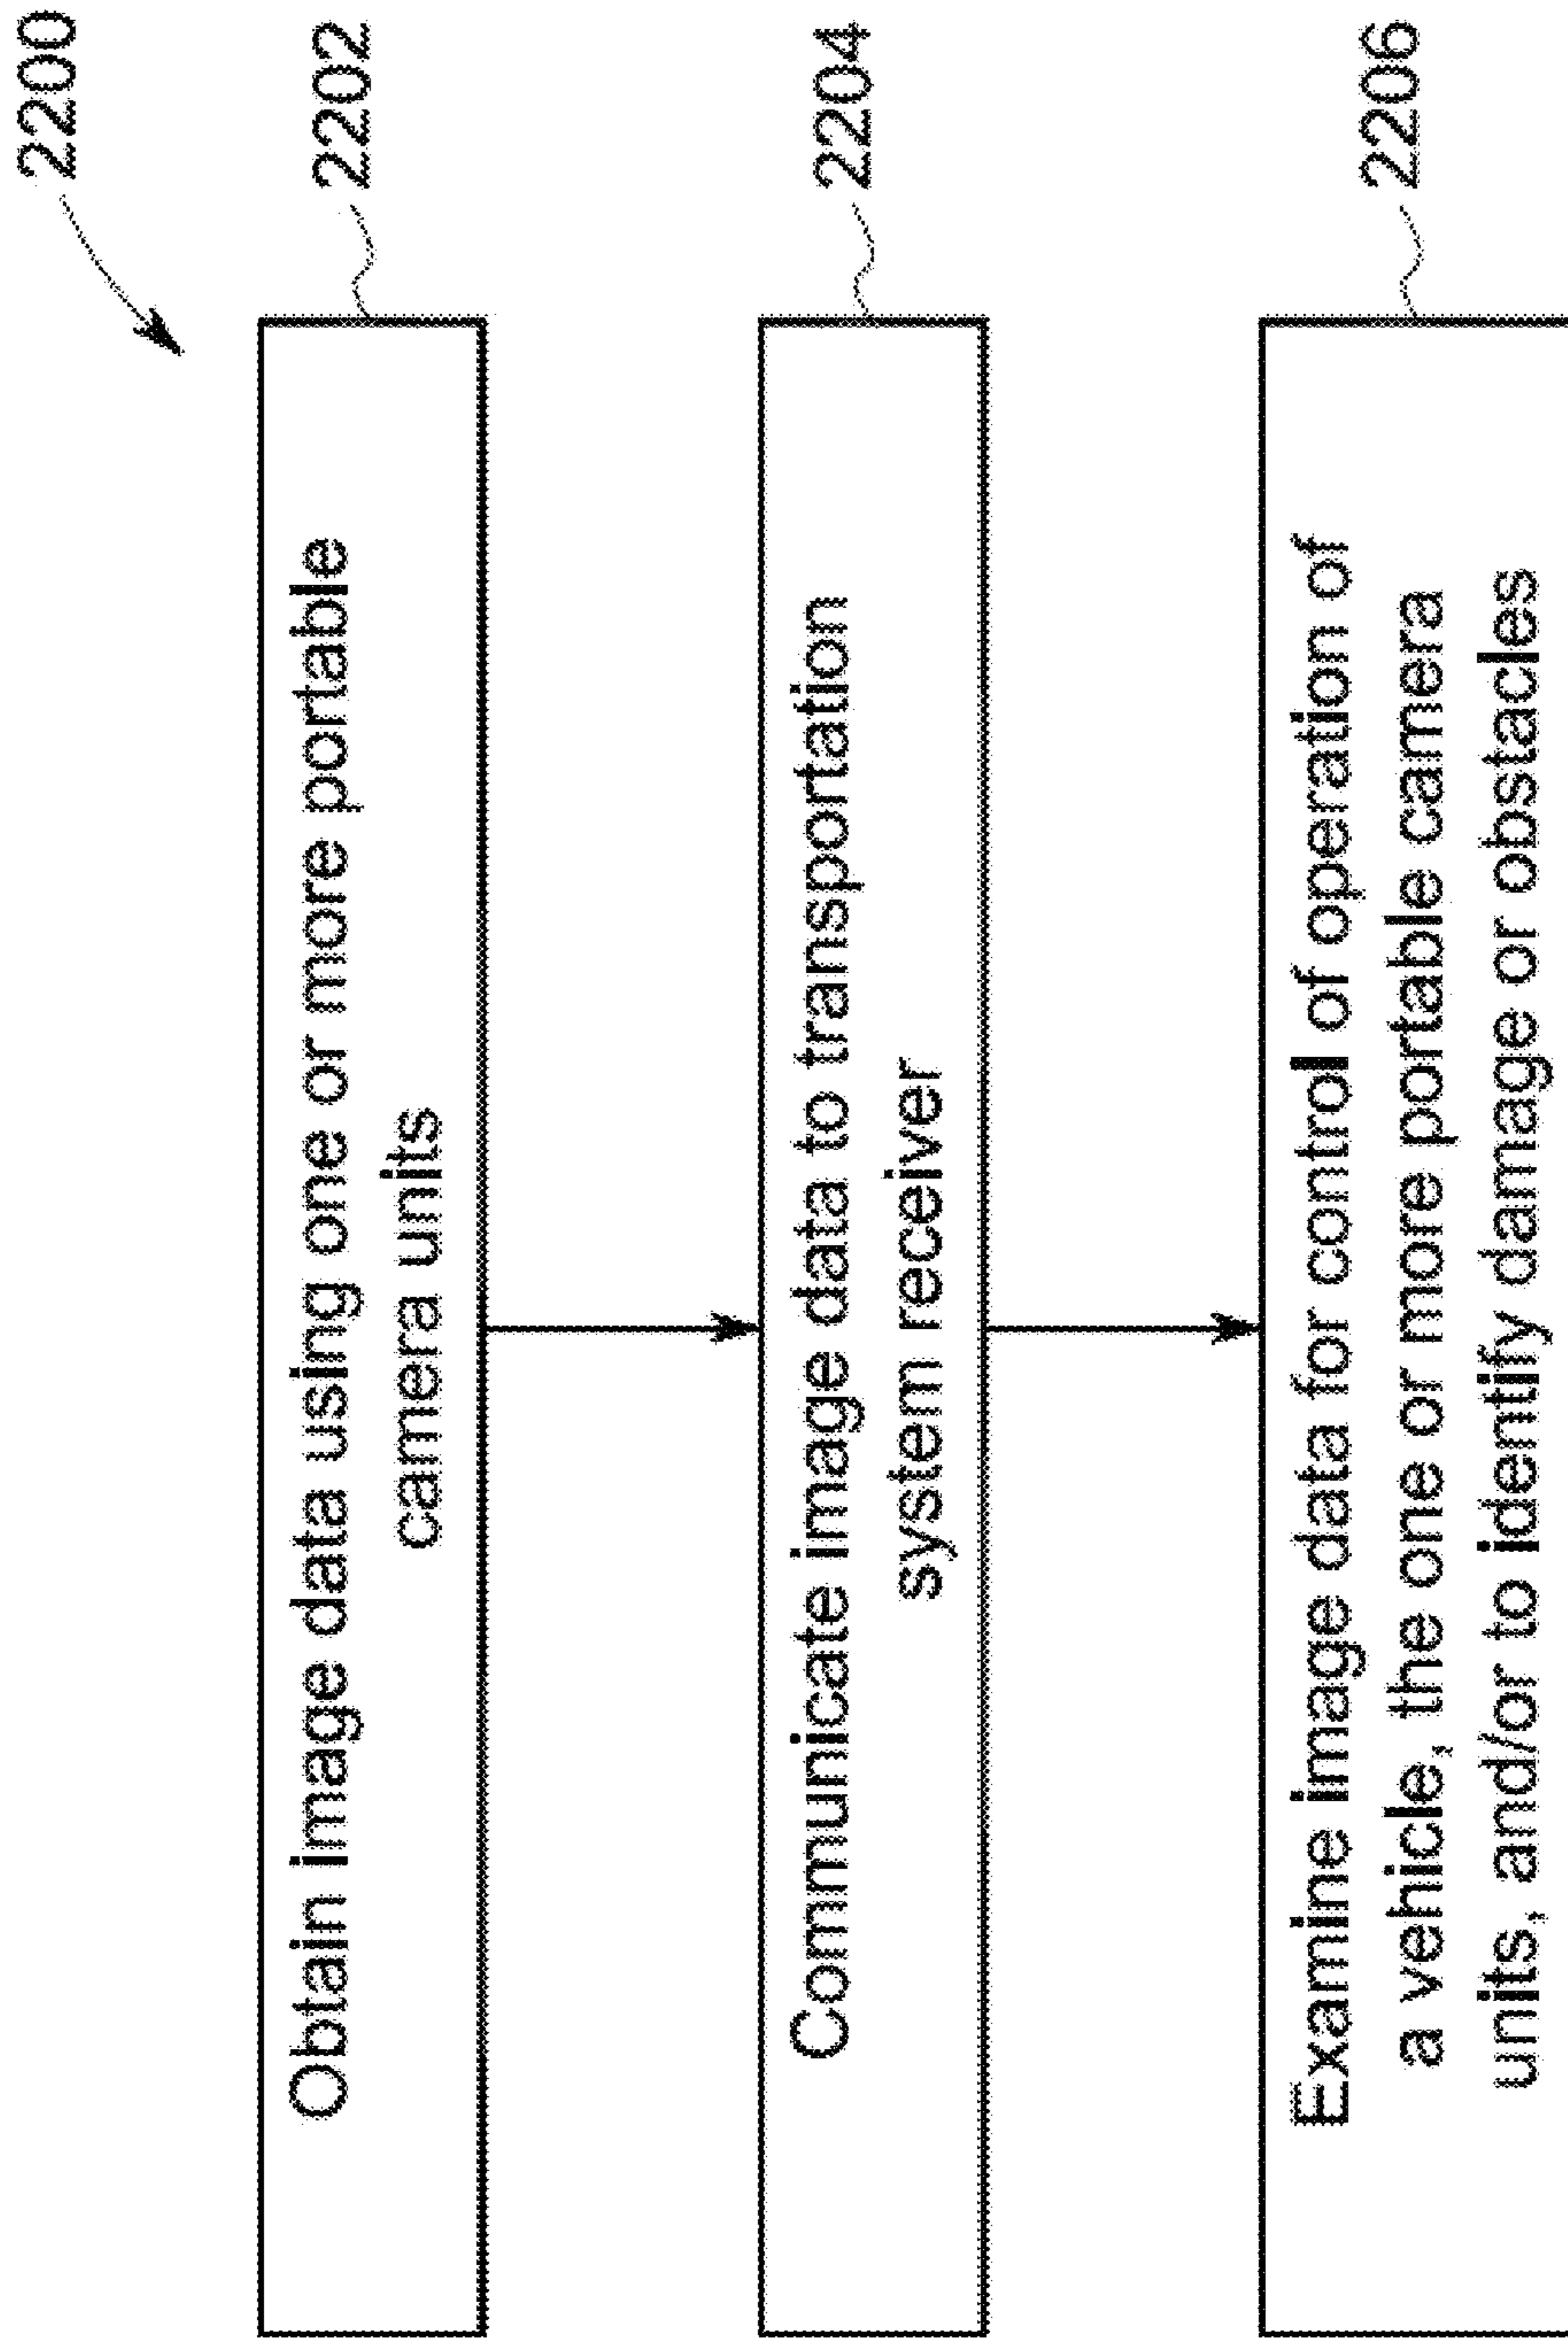 2200
Obtain image data using one or more portable
camera units
2202
Communicate image data to transportation
system receiver
2204
Examine image data for control of operation of
a vehicle, the one or more portable camera
units, and/or to identify damage or obstacles
2206